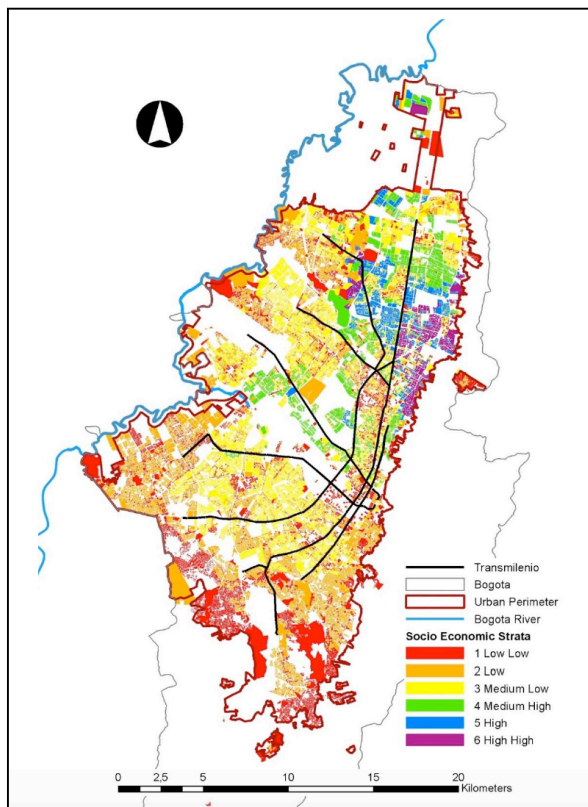 Transmilenio
Bogota
Urban Perimeter
Bogota River
Socio Economic Strata
1 Low Low
2 Low
3 Medium Low
4 Medium High
5 High
6 High High
0 2,5 5 10 15 20
Kilometers